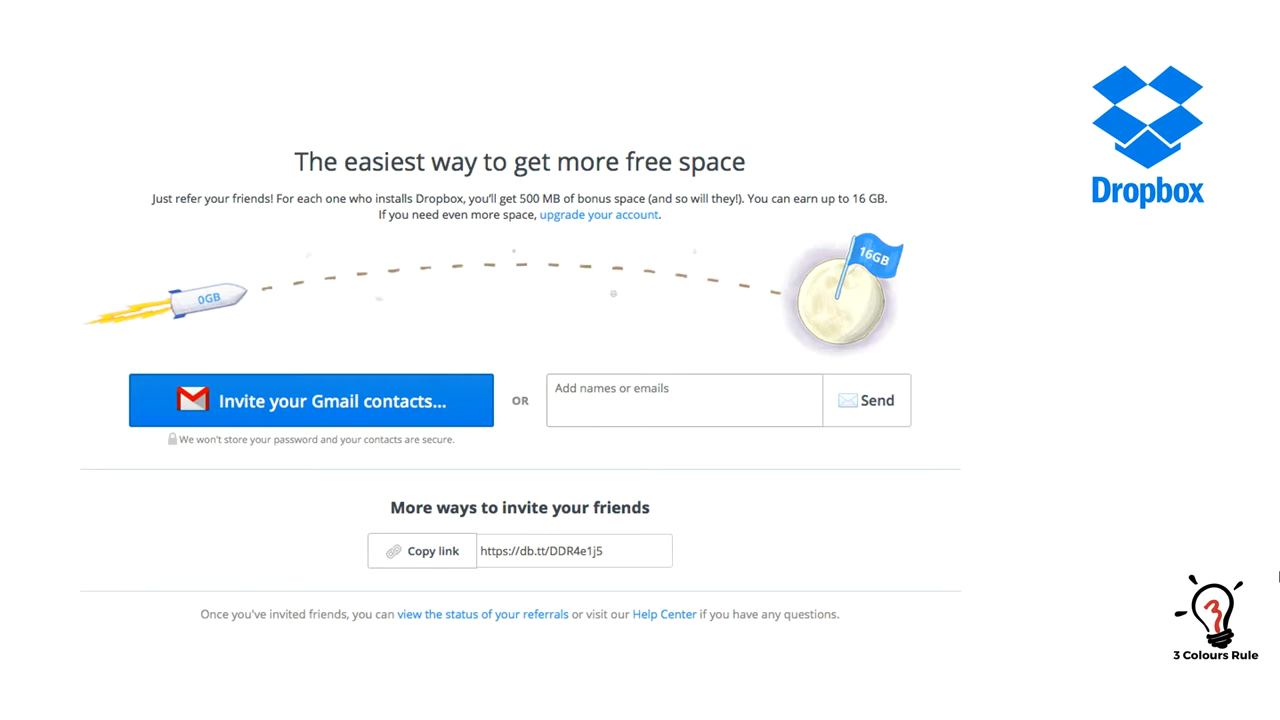 Dropbox
The easiest way to get more free space
Just refer your friends! For each one who installs Dropbox, you'll get 500 MB of bonus space (and so will they!). You can earn up to 16 GB.
If you need even more space, upgrade your account.
0GB
16GB
Invite your Gmail contacts...
OR
Add names or emails
Send
We won't store your password and your contacts are secure.
More ways to invite your friends
Copy link
https://db.tt/DDR4e1j5
Once you've invited friends, you can view the status of your referrals or visit our Help Center if you have any questions.
3
3 Colours Rule